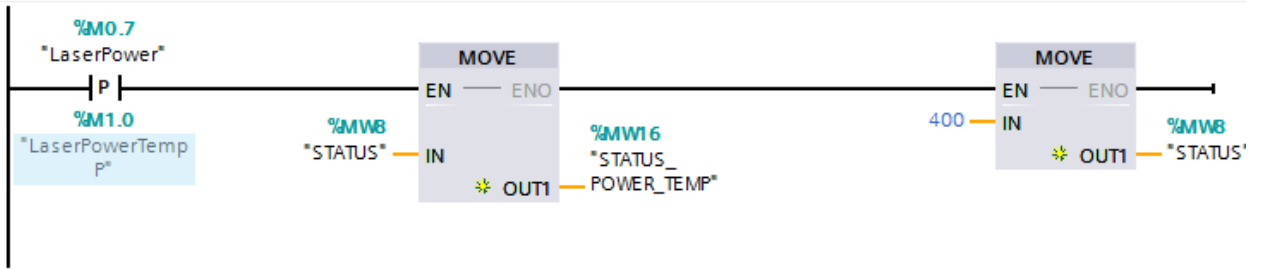 %M0.7
"LaserPower"
P
%M1.0
"LaserPowerTemp
P"
MOVE
EN ENO
%MW8
"STATUS"
IN
OUT1
%MW16
"STATUS_
POWER_TEMP"
MOVE
EN ENO
400
IN
OUT1
%MW8
"STATUS"